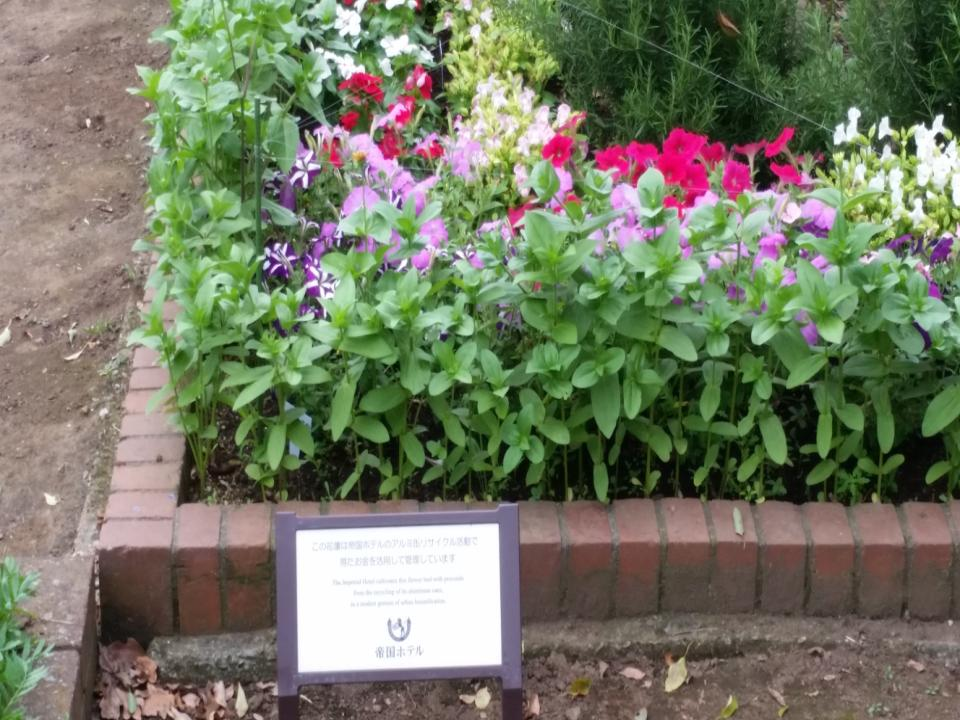 この花壇は帝国ホテルのアルミ缶リサイクル活動で
得たお金を活用して管理しています
The Imperial Hotel cultivates this flower bed with proceeds
from the recycling of its aluminum cans,
in a modest gesture of urban beautification.
帝国ホテル